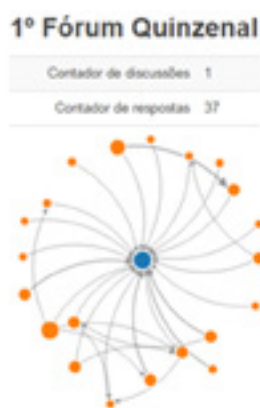 1º Fórum Quinzenal
Contador de discussões 1
Contador de respostas 37